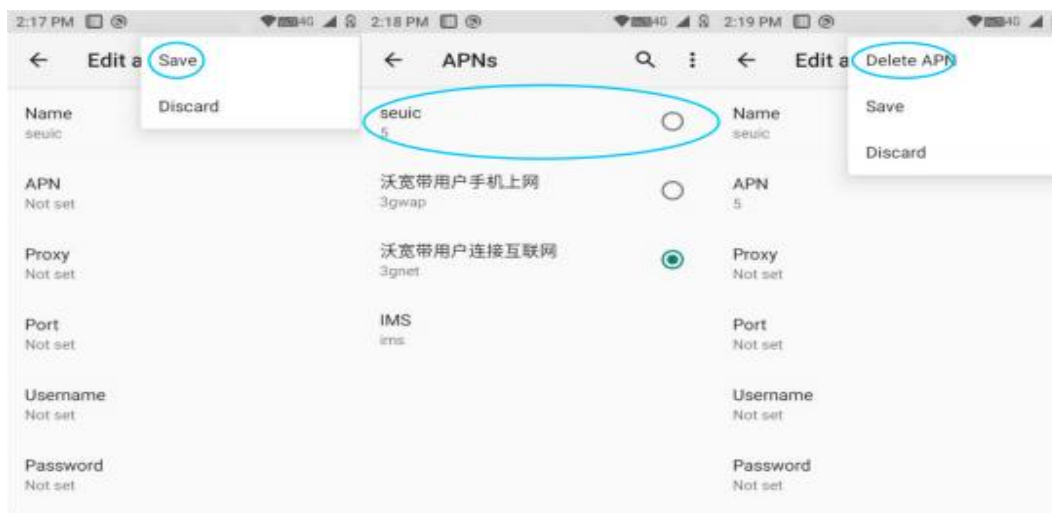 2:17 PM
4G
Edit a
Save
Discard
Name
seuic
APN
Not set
Proxy
Not set
Port
Not set
Username
Not set
Password
Not set
2:18 PM
4G
APNs
seuic
5
沃宽带用户手机上网
3gwap
沃宽带用户连接互联网
3gnet
IMS
ims
2:19 PM
4G
Edit a
Delete APN
Save
Discard
Name
seuic
APN
5
Proxy
Not set
Port
Not set
Username
Not set
Password
Not set